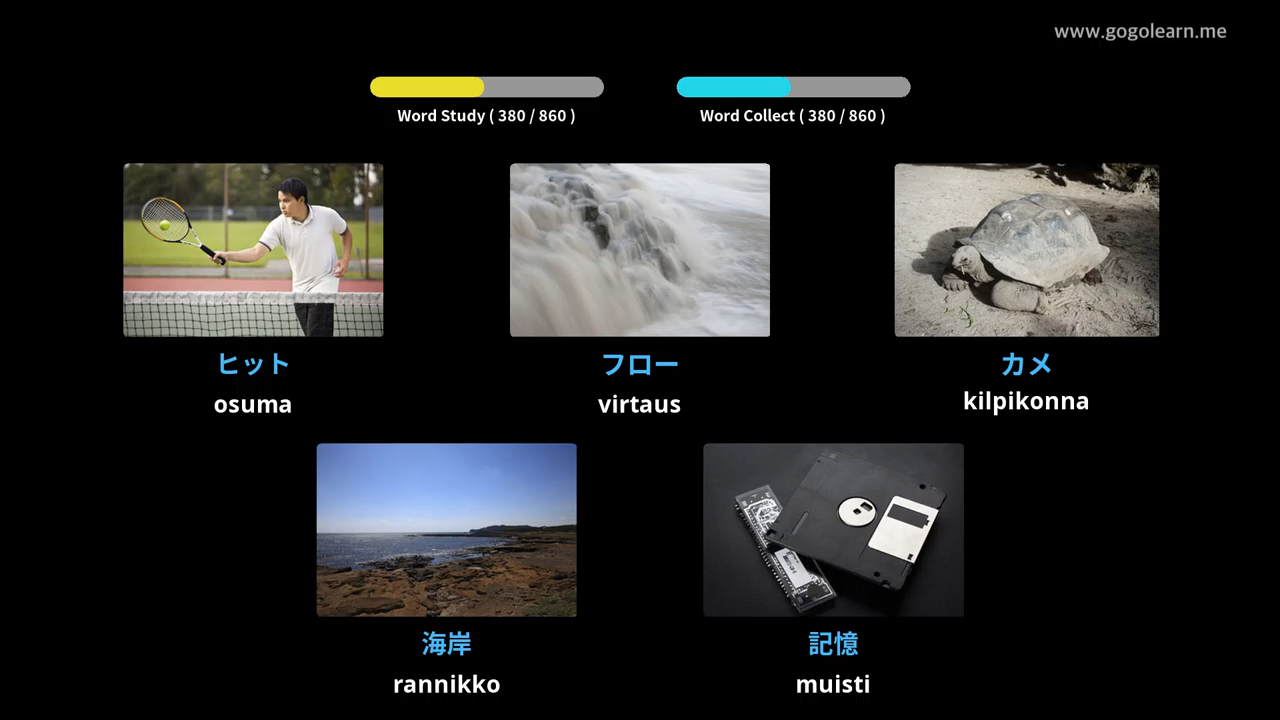 www.gogolearn.me
Word Study ( 380 / 860 )
Word Collect ( 380 / 860 )
ヒット
osuma
フロー
virtaus
カメ
kilpikonna
海岸
rannikko
記憶
muisti